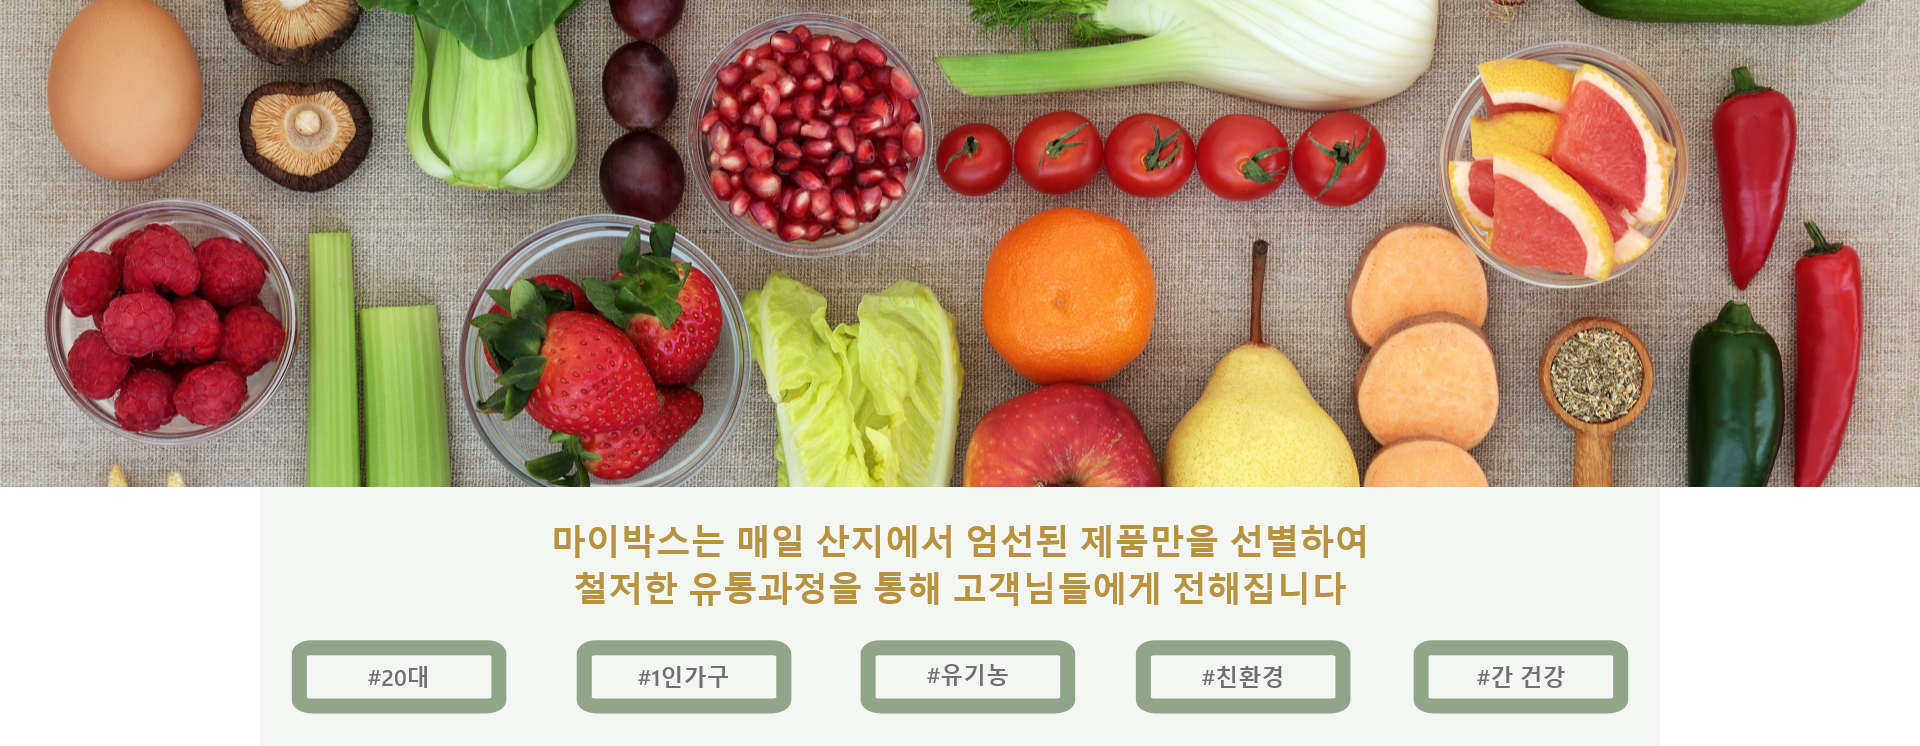 마이박스는 매일 산지에서 엄선된 제품만을 선별하여
철저한 유통과정을 통해 고객님들에게 전해집니다
#20대
#1인가구
#유기농
#친환경
#간 건강